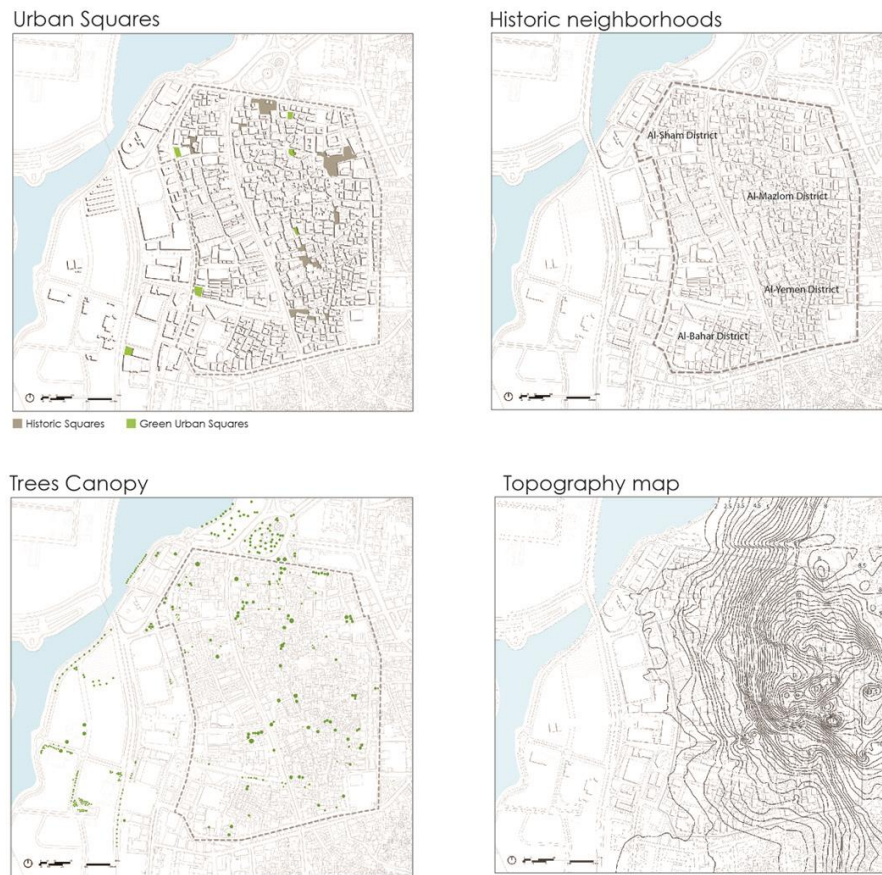 Urban Squares
Historic neighborhoods
Al-Sham District
Al-Mazlom District
Al-Yemen District
Al-Bahar District
Historic Squares
Green Urban Squares
Trees Canopy
Topography map